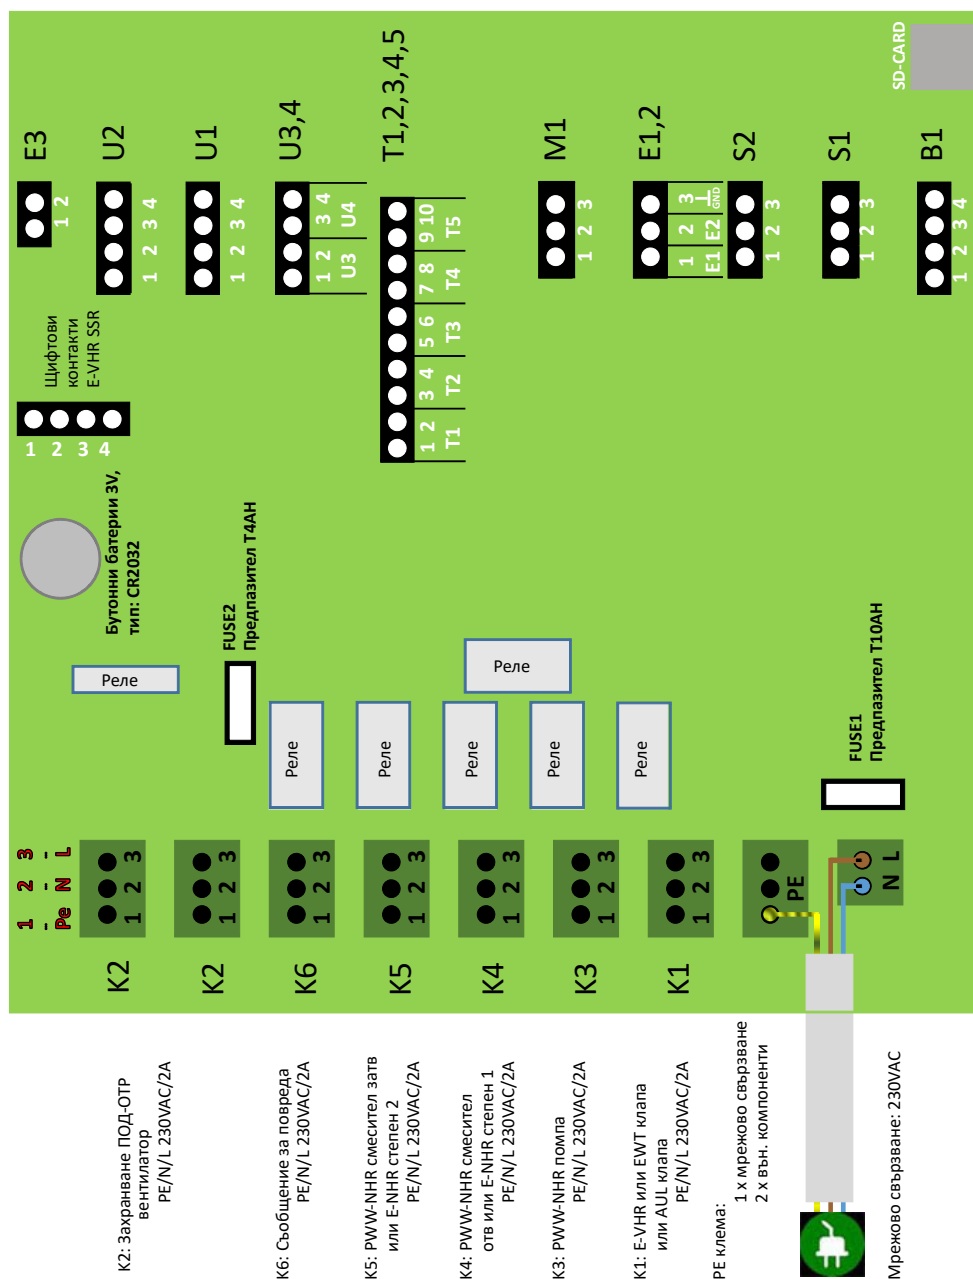 SD-CARD
E3
1 2
U2
1 2 3 4
U1
1 2 3 4
U3,4
1 2 3 4
U3 U4
T1,2,3,4,5
1 2 3 4 5 6 7 8 9 10
T1 T2 T3 T4 T5
M1
1 2 3
E1,2
1 2 3
E1 E2 GND
S2
1 2 3
S1
1 2 3
B1
1 2 3 4
Щифтови
контакти
E-VHR SSR
1 2 3 4
Бутонни батерии 3V,
тип: CR2032
FUSE2
Предпазител T4AH
FUSE1
Предпазител T10AH
Реле
Реле
Реле
Реле
Реле
Реле
Реле
1 2 3
- - -
Pe N L
K2
1 2 3
K2
1 2 3
K6
1 2 3
K5
1 2 3
K4
1 2 3
K3
1 2 3
K1
1 2 3
PE
N L
K2: Захранване ПОД-ОТР
вентилатор
PE/N/L 230VAC/2A
K6: Съобщение за повреда
PE/N/L 230VAC/2A
K5: PWW-NHR смесител затв
или E-NHR степен 2
PE/N/L 230VAC/2A
K4: PWW-NHR смесител
отв или E-NHR степен 1
PE/N/L 230VAC/2A
K3: PWW-NHR помпа
PE/N/L 230VAC/2A
K1: E-VHR или EWT клапа
или AUL клапа
PE/N/L 230VAC/2A
PE клема:
1 x мрежово свързване
2 x вън. компоненти
Мрежово свързване: 230VAC